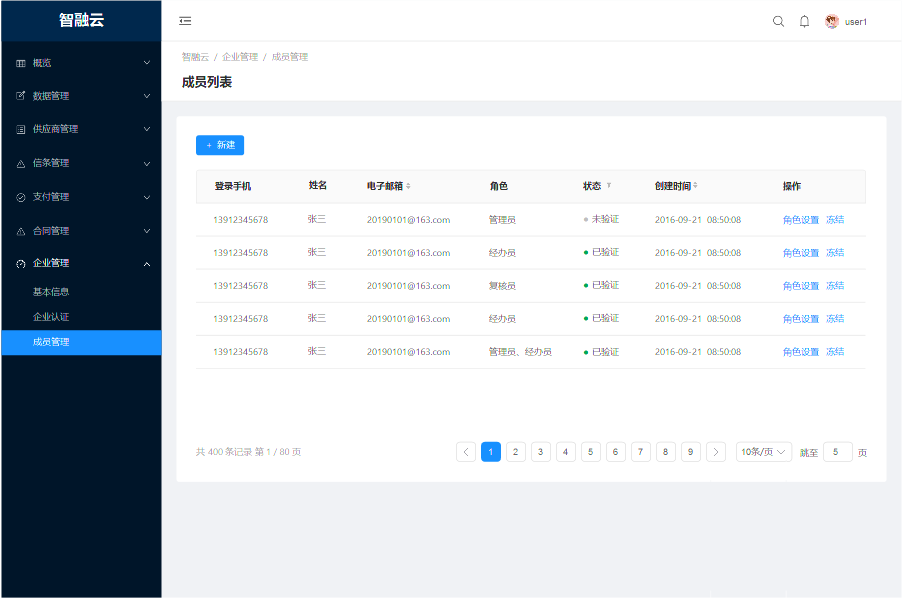 智融云
user1
概览
数据管理
供应商管理
信条管理
支付管理
合同管理
企业管理
基本信息
企业认证
成员管理
智融云 / 企业管理 / 成员管理
成员列表
+ 新建
登录手机 姓名 电子邮箱 角色 状态 创建时间 操作
13912345678 张三 20190101@163.com 管理员 未验证 2016-09-21 08:50:08 角色设置 冻结
13912345678 张三 20190101@163.com 经办员 已验证 2016-09-21 08:50:08 角色设置 冻结
13912345678 张三 20190101@163.com 复核员 已验证 2016-09-21 08:50:08 角色设置 冻结
13912345678 张三 20190101@163.com 经办员 已验证 2016-09-21 08:50:08 角色设置 冻结
13912345678 张三 20190101@163.com 管理员、经办员 已验证 2016-09-21 08:50:08 角色设置 冻结
共 400 条记录 第 1 / 80 页 1 2 3 4 5 6 7 8 9 10条/页 跳至 5 页